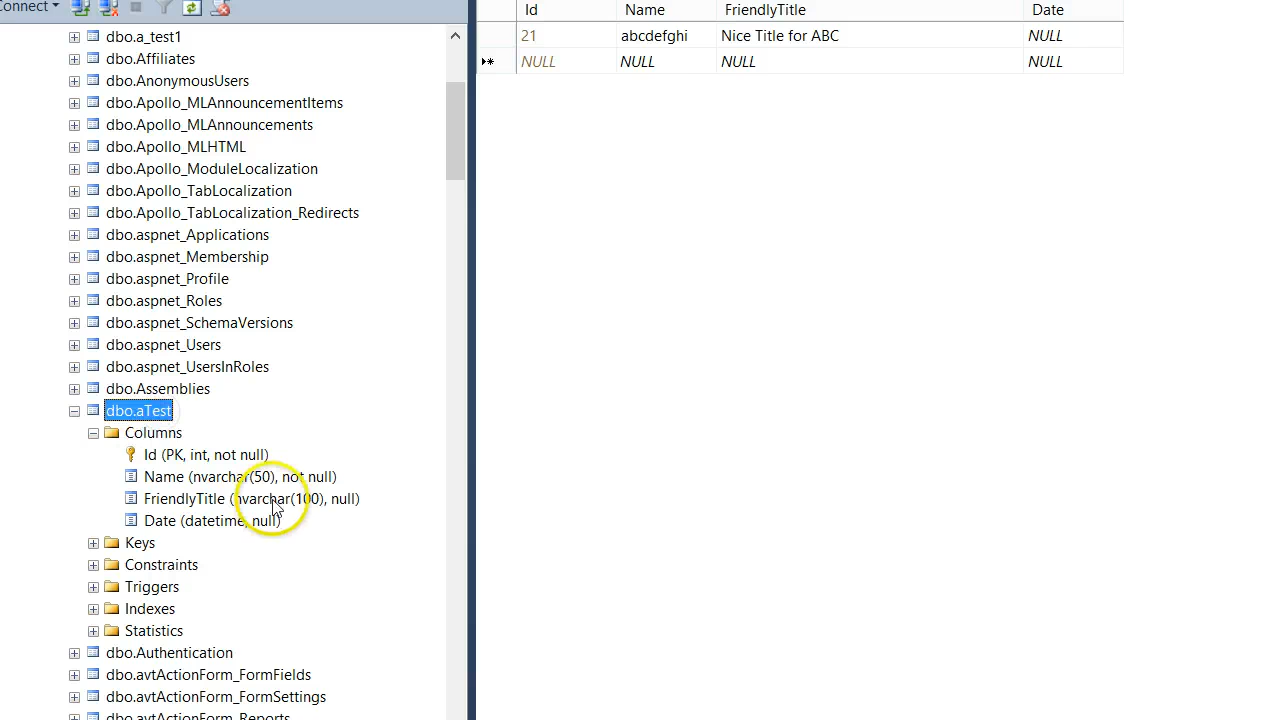 Connect
dbo.a_test1
dbo.Affiliates
dbo.AnonymousUsers
dbo.Apollo_MLAnnouncementItems
dbo.Apollo_MLAnnouncements
dbo.Apollo_MLHTML
dbo.Apollo_ModuleLocalization
dbo.Apollo_TabLocalization
dbo.Apollo_TabLocalization_Redirects
dbo.aspnet_Applications
dbo.aspnet_Membership
dbo.aspnet_Profile
dbo.aspnet_Roles
dbo.aspnet_SchemaVersions
dbo.aspnet_Users
dbo.aspnet_UsersInRoles
dbo.Assemblies
dbo.aTest
Columns
Id (PK, int, not null)
Name (nvarchar(50), not null)
FriendlyTitle (nvarchar(100), null)
Date (datetime, null)
Keys
Constraints
Triggers
Indexes
Statistics
dbo.Authentication
dbo.avtActionForm_FormFields
dbo.avtActionForm_FormSettings
dbo.avtActionForm_Reports
Id Name FriendlyTitle Date
21 abcdefghi Nice Title for ABC NULL
NULL NULL NULL NULL